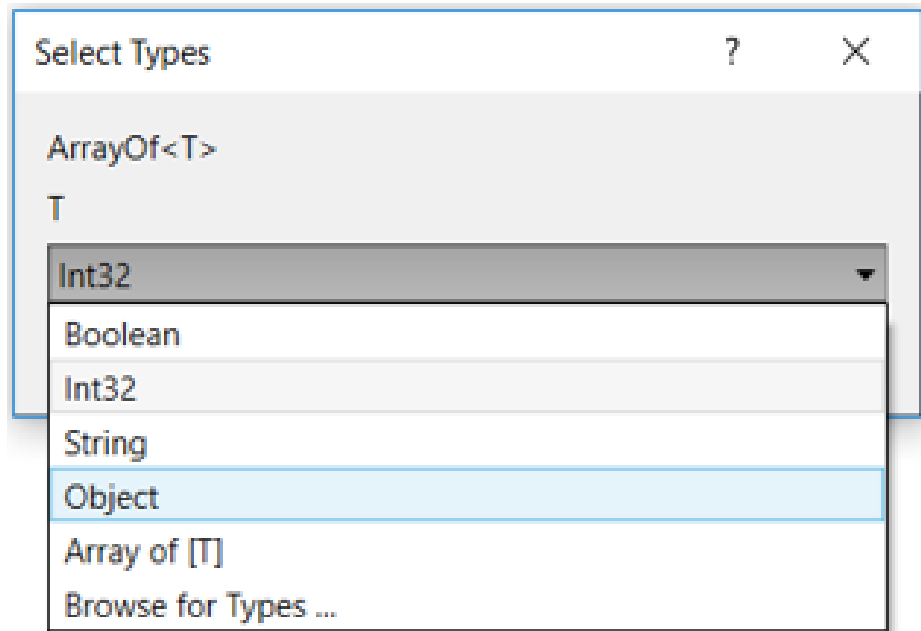 Select Types ?
ArrayOf<T>
T
Int32
Boolean
Int32
String
Object
Array of [T]
Browse for Types ...